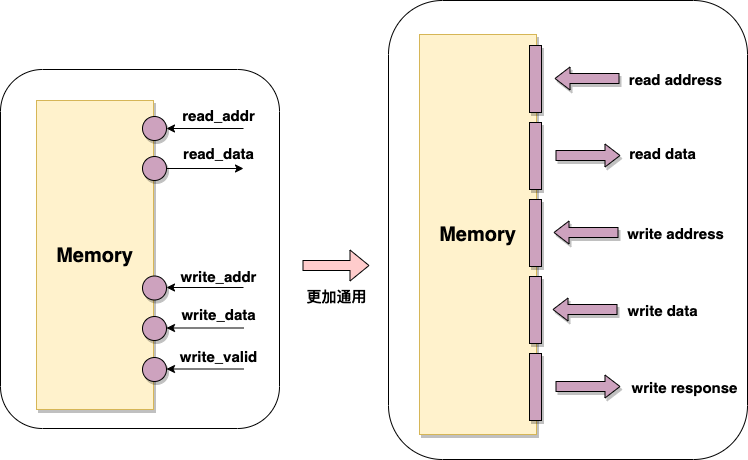 Memory
read_addr
read_data
write_addr
write_data
write_valid
更加通用
Memory
read address
read data
write address
write data
write response